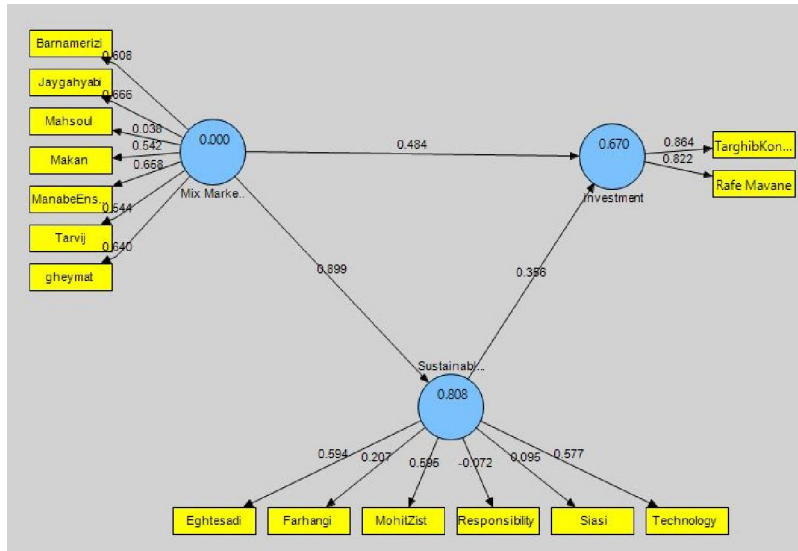 Barnamerizi
0.608
Jaygahyabi
0.666
Mahsoul
0.038
Makan
0.542
ManabeEns...
0.658
Tarvij
0.544
gheymat
0.640
0.000
Mix Marke..
0.484
0.670
Investment
0.864
TarghibKon...
0.822
Rafe Mavane
0.899
0.356
Sustainabi...
0.808
0.594
0.207
0.595
-0.072
0.095
0.577
Eghtesadi
Farhangi
MohitZist
Responsibility
Siasi
Technology